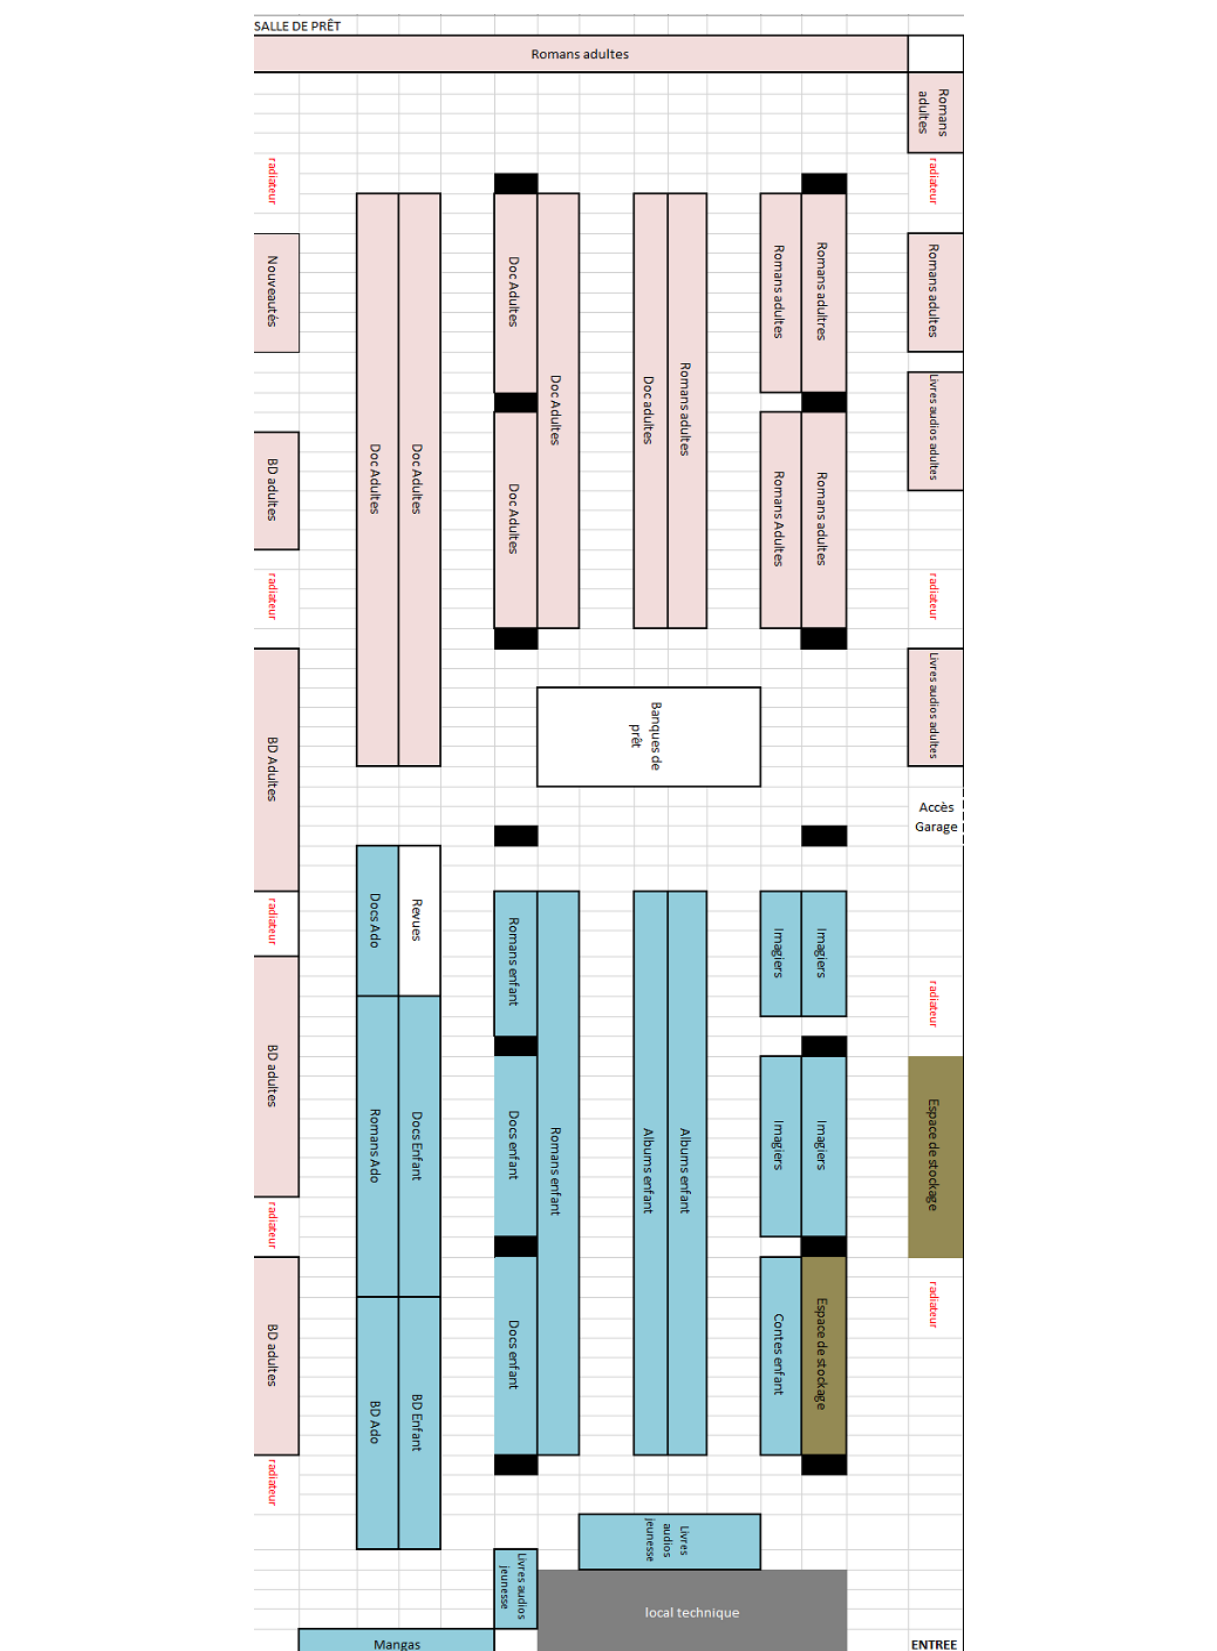 SALLE DE PRÊT
Romans adultes
Romans
adultes
radiateur
radiateur
Nouveautés
Doc Adultes
Romans adultes
Romans adultres
Romans adultes
Doc Adultes
Doc adultes
Romans adultes
Livres audios adultes
BD adultes
Doc Adultes
Doc Adultes
Doc Adultes
Romans Adultes
Romans adultes
radiateur
radiateur
Banques de
prêt
Livres audios adultes
BD Adultes
Accès
Garage
radiateur
Docs Ado
Revues
Romans enfant
Imagiers
Imagiers
radiateur
BD adultes
Romans Ado
Docs Enfant
Docs enfant
Romans enfant
Albums enfant
Albums enfant
Imagiers
Imagiers
Espace de stockage
radiateur
radiateur
BD adultes
BD Ado
BD Enfant
Docs enfant
Contes enfant
Espace de stockage
radiateur
Livres
audios
jeunesse
Livres audios
jeunesse
local technique
Mangas
ENTREE